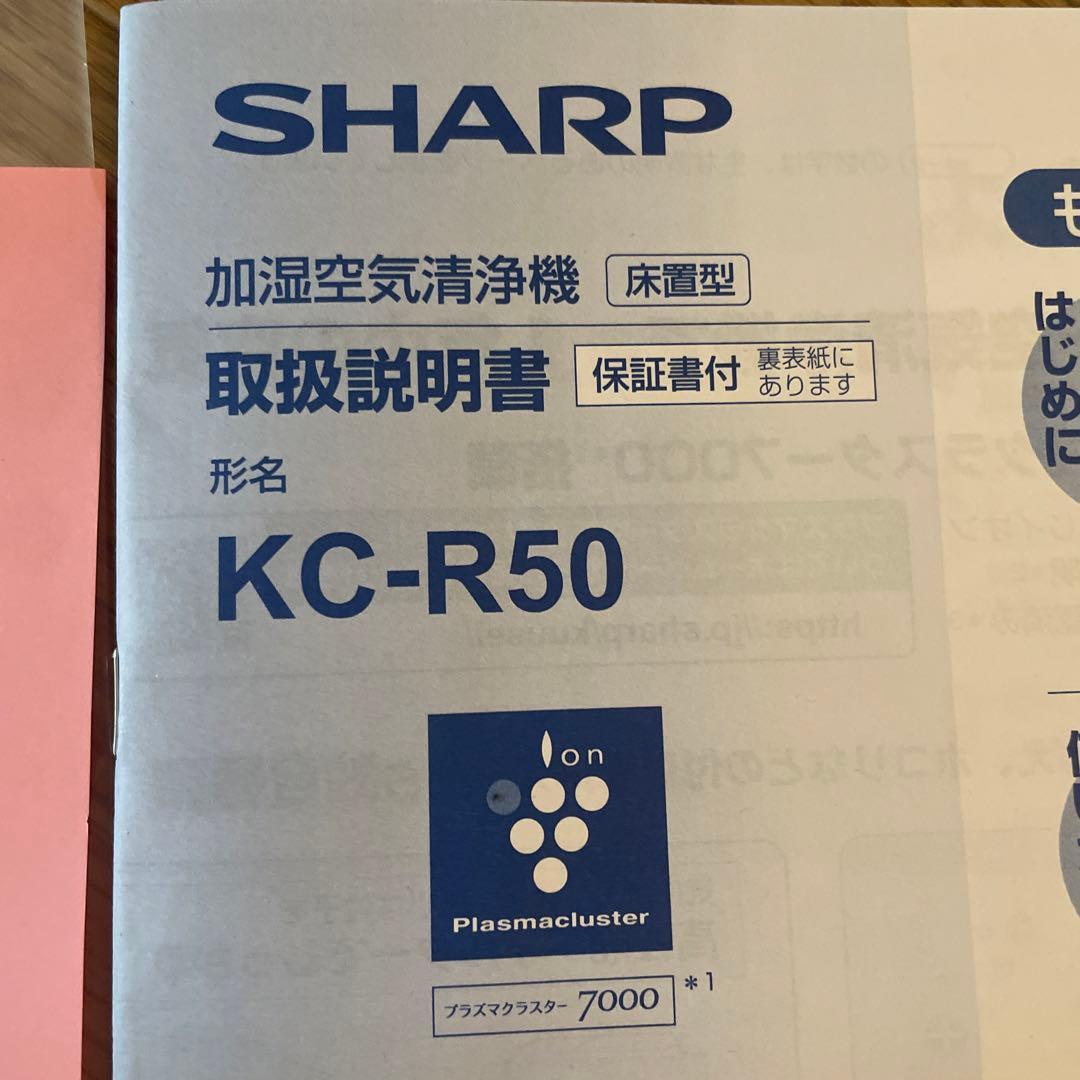 SHARP
加湿空気清浄機 床置型
取扱説明書 保証書付 裏表紙に
あります
形名
KC-R50
Ion
Plasmacluster
プラズマクラスター 7000 *1
も
はじめに